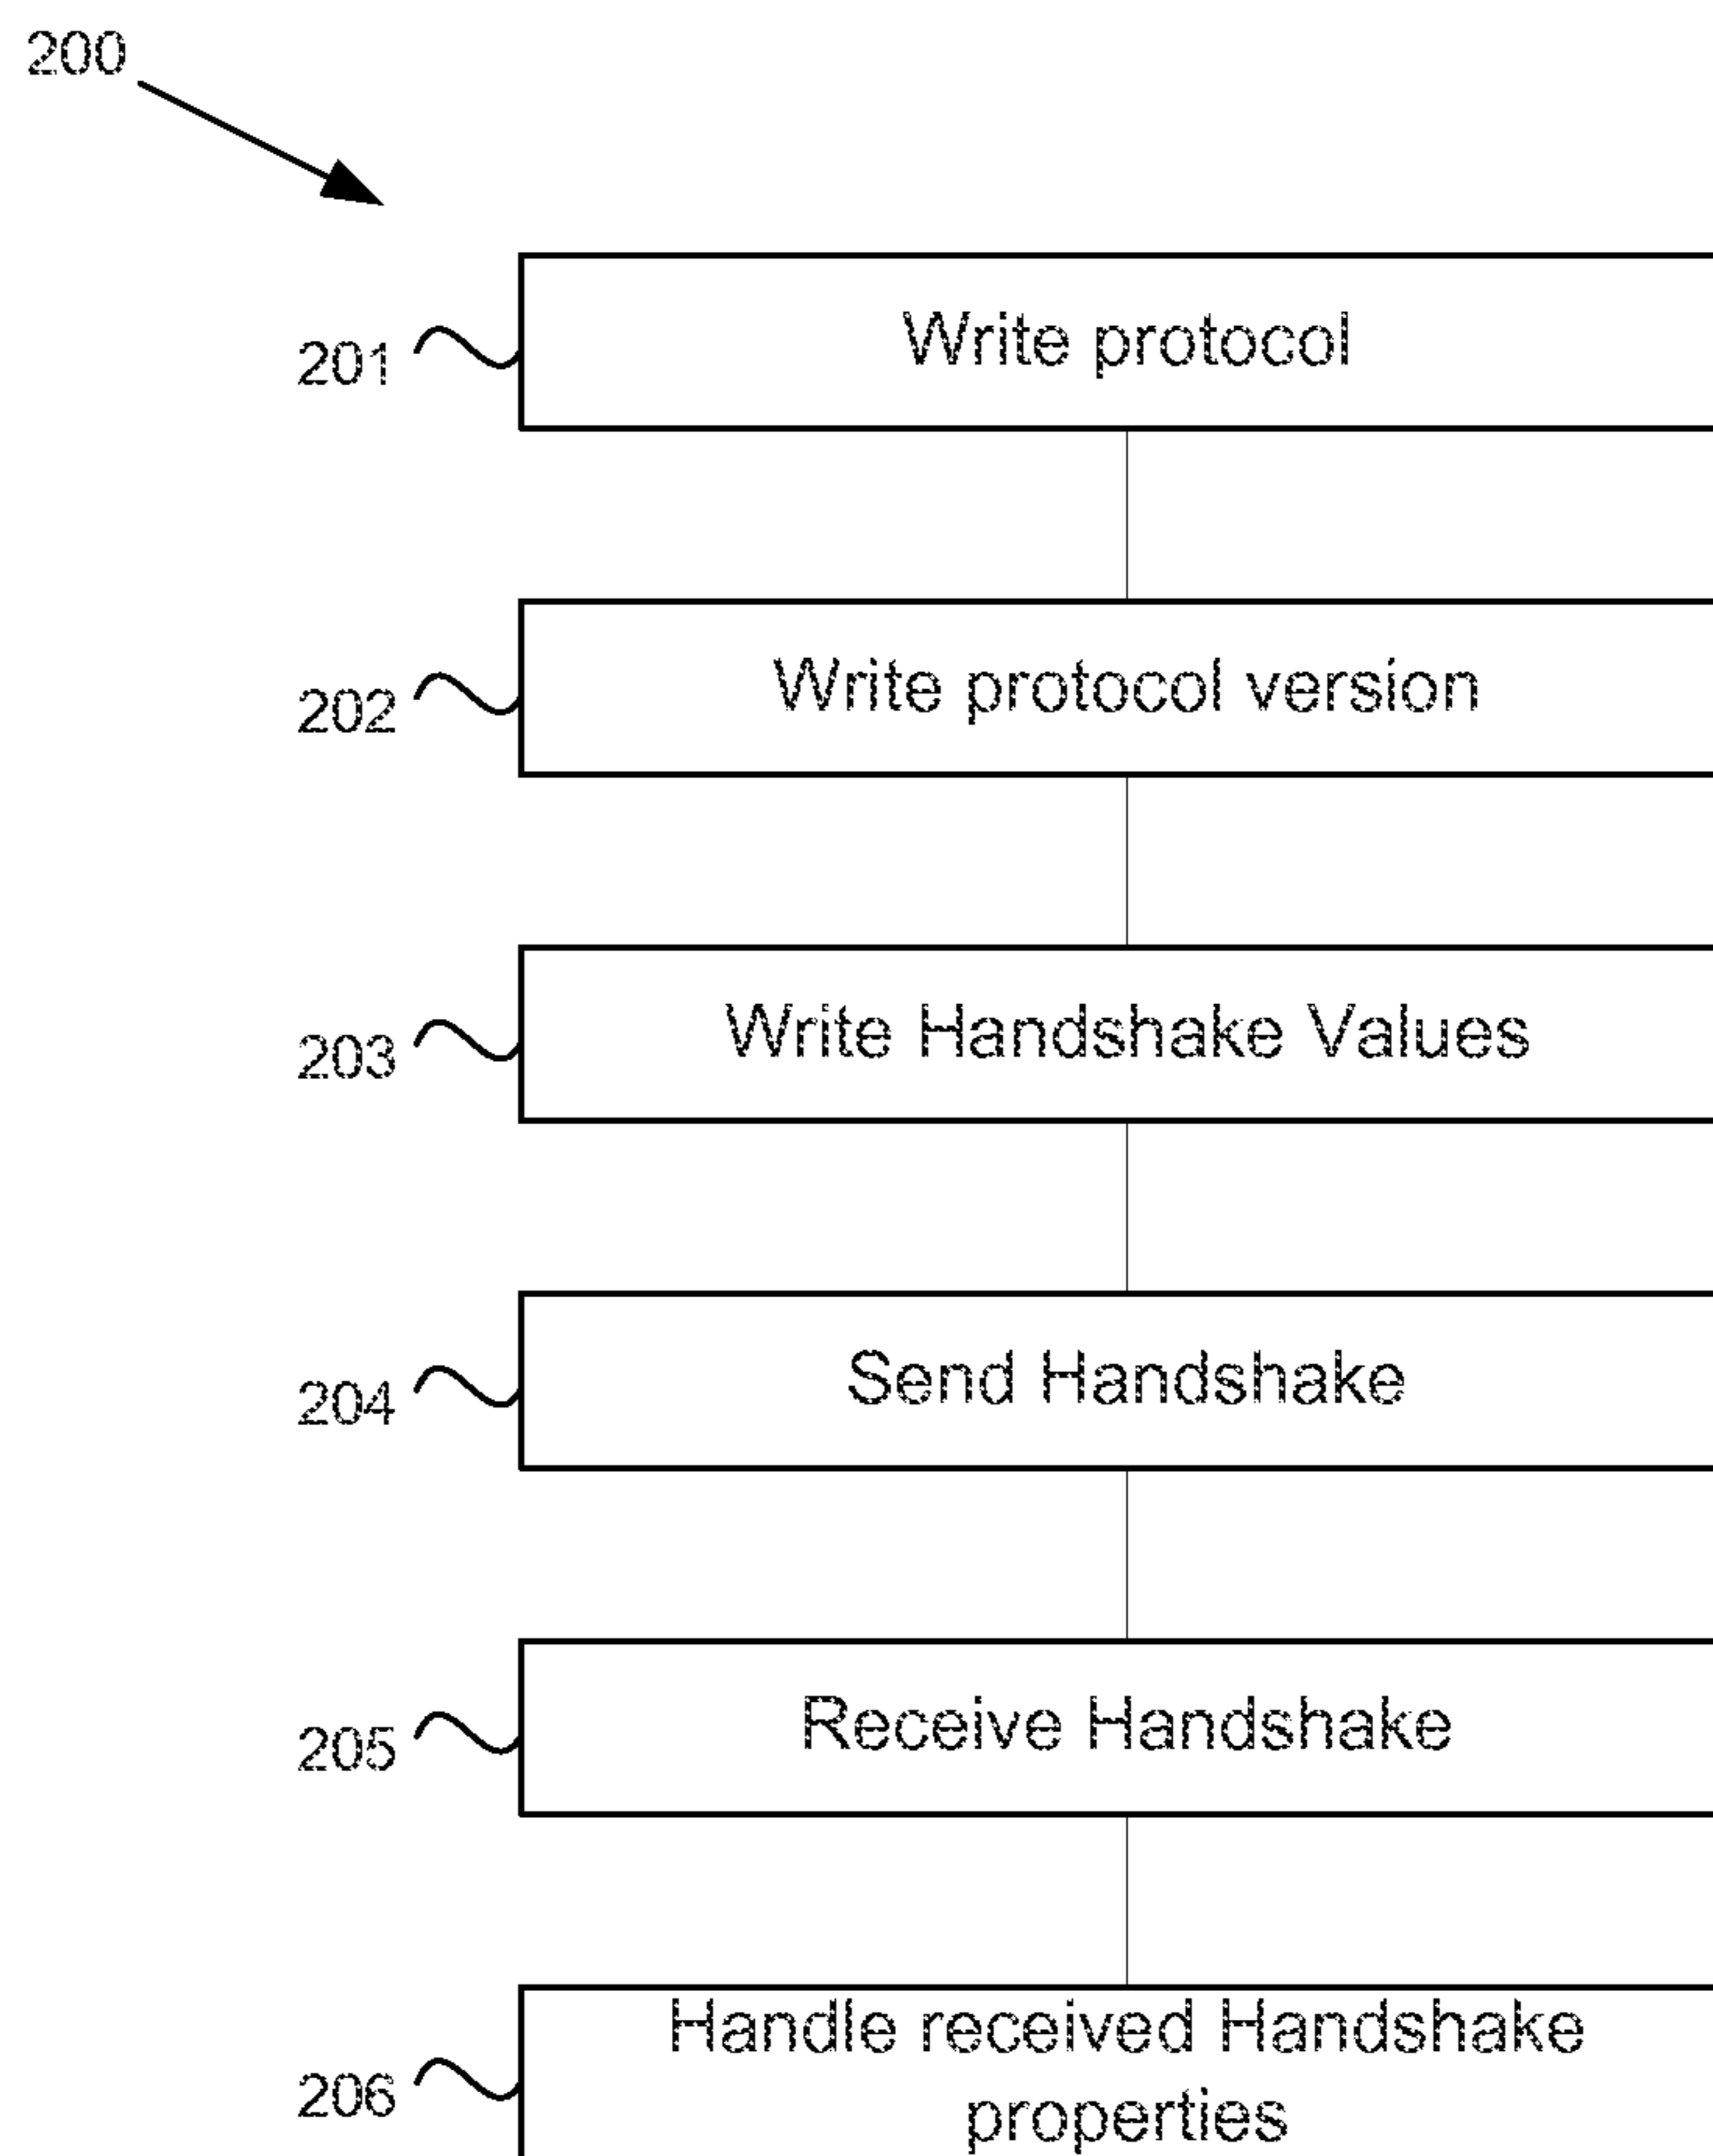 200
201
Write protocol
202
Write protocol version
203
Write Handshake Values
204
Send Handshake
205
Receive Handshake
206
Handle received Handshake
properties